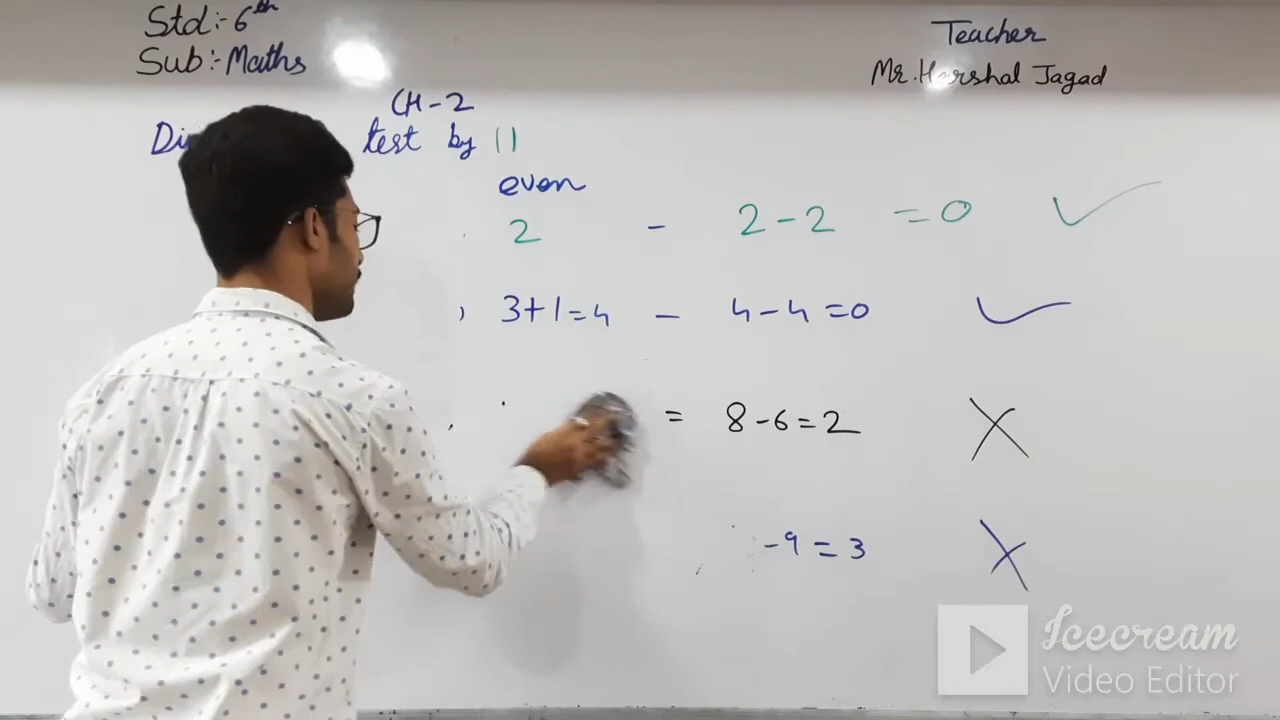 Std:- 6th
Sub:- Maths
Teacher
Mr. Harshal Jagad
CH-2
test by 11
even
2 - 2-2 =0 ✓
, 3+1=4 - 4-4=0 ✓
= 8-6=2 X
-9=3 X
Icecream
Video Editor